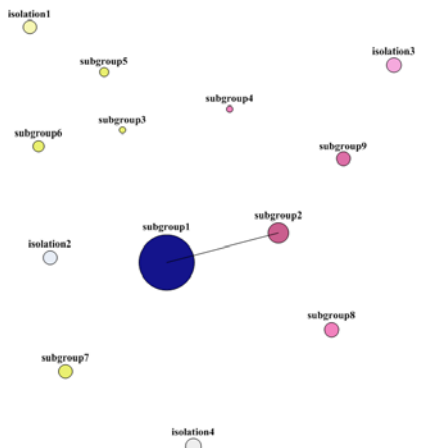 isolation1
isolation3
subgroup5
subgroup4
subgroup3
subgroup6
subgroup9
subgroup2
subgroup1
isolation2
subgroup8
subgroup7
isolation4